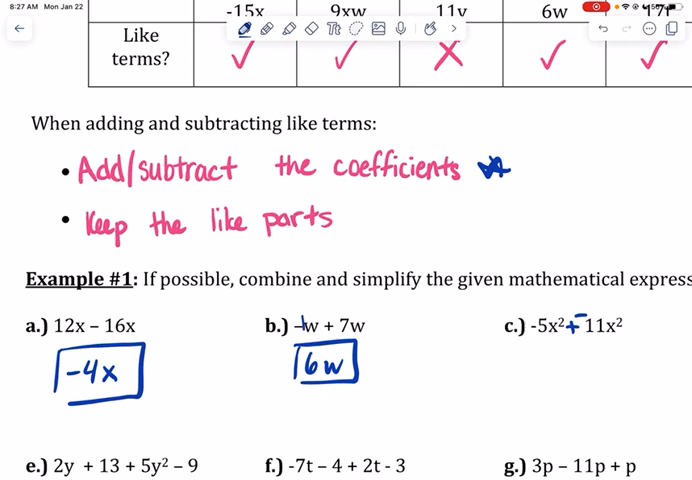 8:27 AM Mon Jan 22
-15x 9xw 11v 6w
Like terms? ✓ ✓ X ✓ ✓
When adding and subtracting like terms:
• Add/subtract the coefficients
• Keep the like parts
Example #1: If possible, combine and simplify the given mathematical express
a.) 12x – 16x b.) –1w + 7w c.) -5x² + -11x²
-4x 6w
e.) 2y + 13 + 5y² – 9 f.) -7t – 4 + 2t - 3 g.) 3p – 11p + p